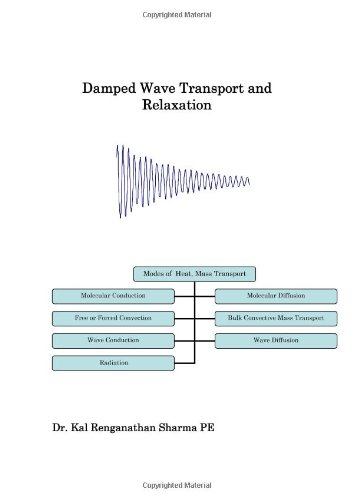 Copyrighted Material
Damped Wave Transport and
Relaxation
Modes of Heat, Mass Transport
Molecular Conduction
Molecular Diffusion
Free or Forced Convection
Bulk Convective Mass Transport
Wave Conduction
Wave Diffusion
Radiation
Dr. Kal Renganathan Sharma PE
Copyrighted Material